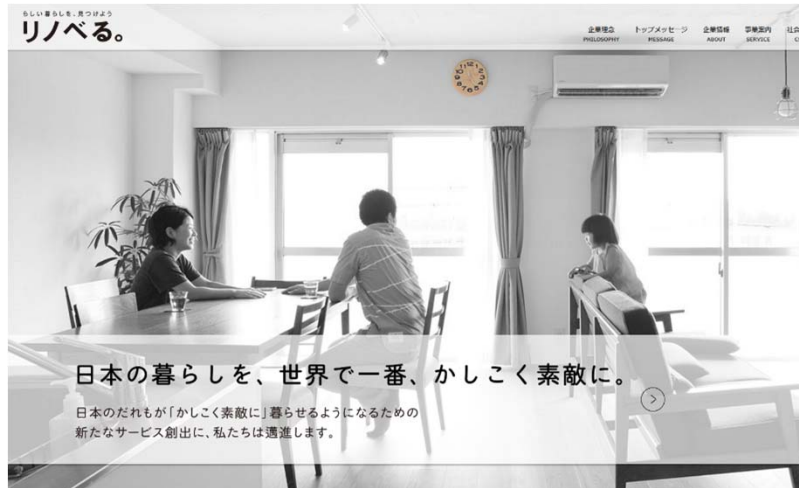 らしい暮らしを、見つけよう
リノベる。
企業理念 トップメッセージ 企業情報 事業案内 社会
PHILOSOPHY MESSAGE ABOUT SERVICE
日本の暮らしを、世界で一番、かしこく素敵に。
日本のだれもが「かしこく素敵に」暮らせるようになるための
新たなサービス創出に、私たちは邁進します。